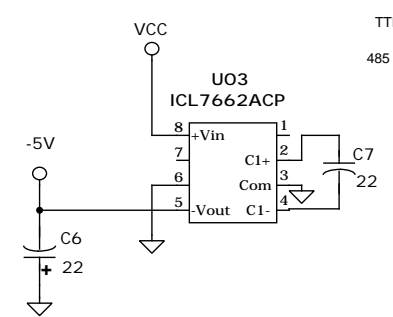 VCC
485
U03
ICL7662ACP
-5V
8 +Vin 1
7 C1+ 2
6 Com 3
5 -Vout C1- 4
C7
22
C6
+ 22